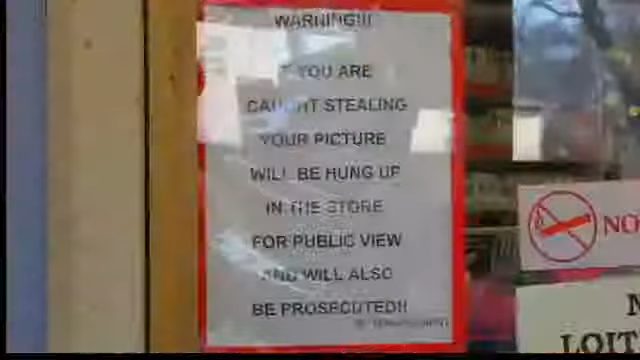 WARNING!!!
IF YOU ARE
CAUGHT STEALING
YOUR PICTURE
WILL BE HUNG UP
IN THE STORE
FOR PUBLIC VIEW
AND WILL ALSO
BE PROSECUTED!!
NO
LOIT